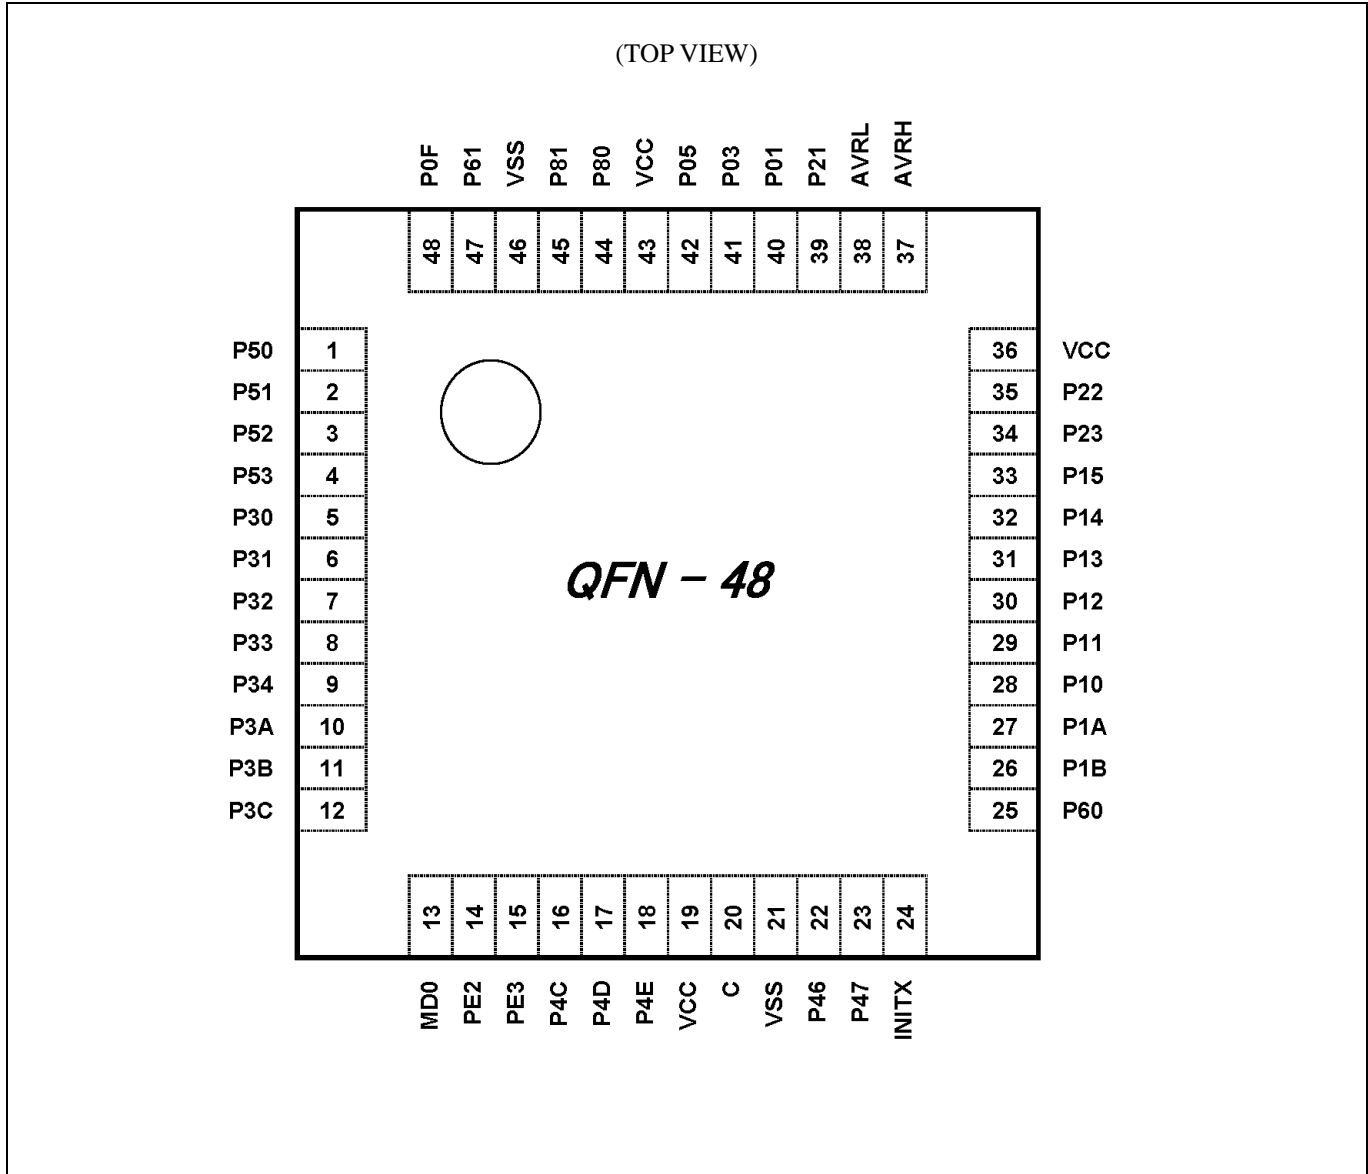 (TOP VIEW)
P0F P61 VSS P81 P80 VCC P05 P03 P01 P21 AVRL AVRH
48 47 46 45 44 43 42 41 40 39 38 37
P50 1 36 VCC
P51 2 35 P22
P52 3 34 P23
P53 4 33 P15
P30 5 32 P14
P31 6 31 P13
P32 7 30 P12
P33 8 29 P11
P34 9 28 P10
P3A 10 27 P1A
P3B 11 26 P1B
P3C 12 25 P60
QFN - 48
13 14 15 16 17 18 19 20 21 22 23 24
MD0 PE2 PE3 P4C P4D P4E VCC C VSS P46 P47 INITX